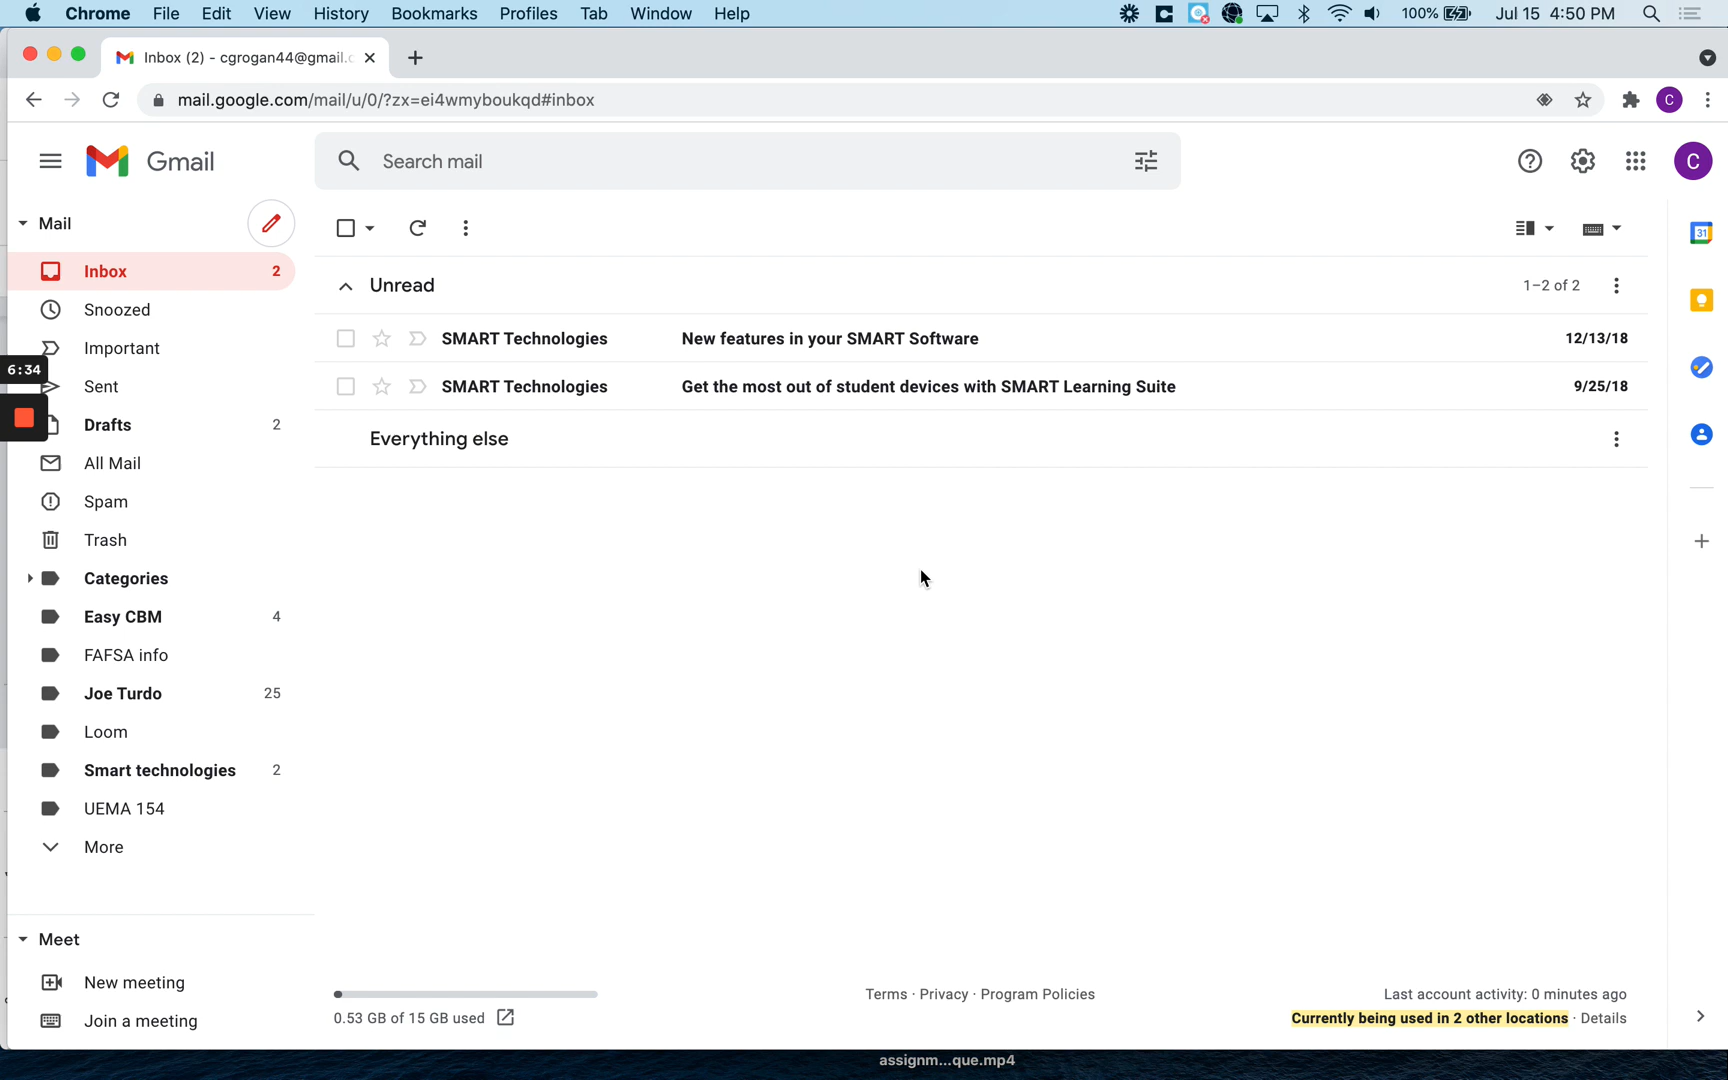 Chrome File Edit View History Bookmarks Profiles Tab Window Help 100% Jul 15 4:50 PM
Inbox (2) - cgrogan44@gmail.c
mail.google.com/mail/u/0/?zx=ei4wmyboukqd#inbox C
Gmail Search mail C
Mail
Inbox 2
Snoozed
Important
Sent
Drafts 2
All Mail
Spam
Trash
Categories
Easy CBM 4
FAFSA info
Joe Turdo 25
Loom
Smart technologies 2
UEMA 154
More
Meet
New meeting
Join a meeting
6:34
Unread 1–2 of 2
SMART Technologies New features in your SMART Software 12/13/18
SMART Technologies Get the most out of student devices with SMART Learning Suite 9/25/18
Everything else
31
0.53 GB of 15 GB used
Terms · Privacy · Program Policies
Last account activity: 0 minutes ago
Currently being used in 2 other locations · Details
assignm...que.mp4